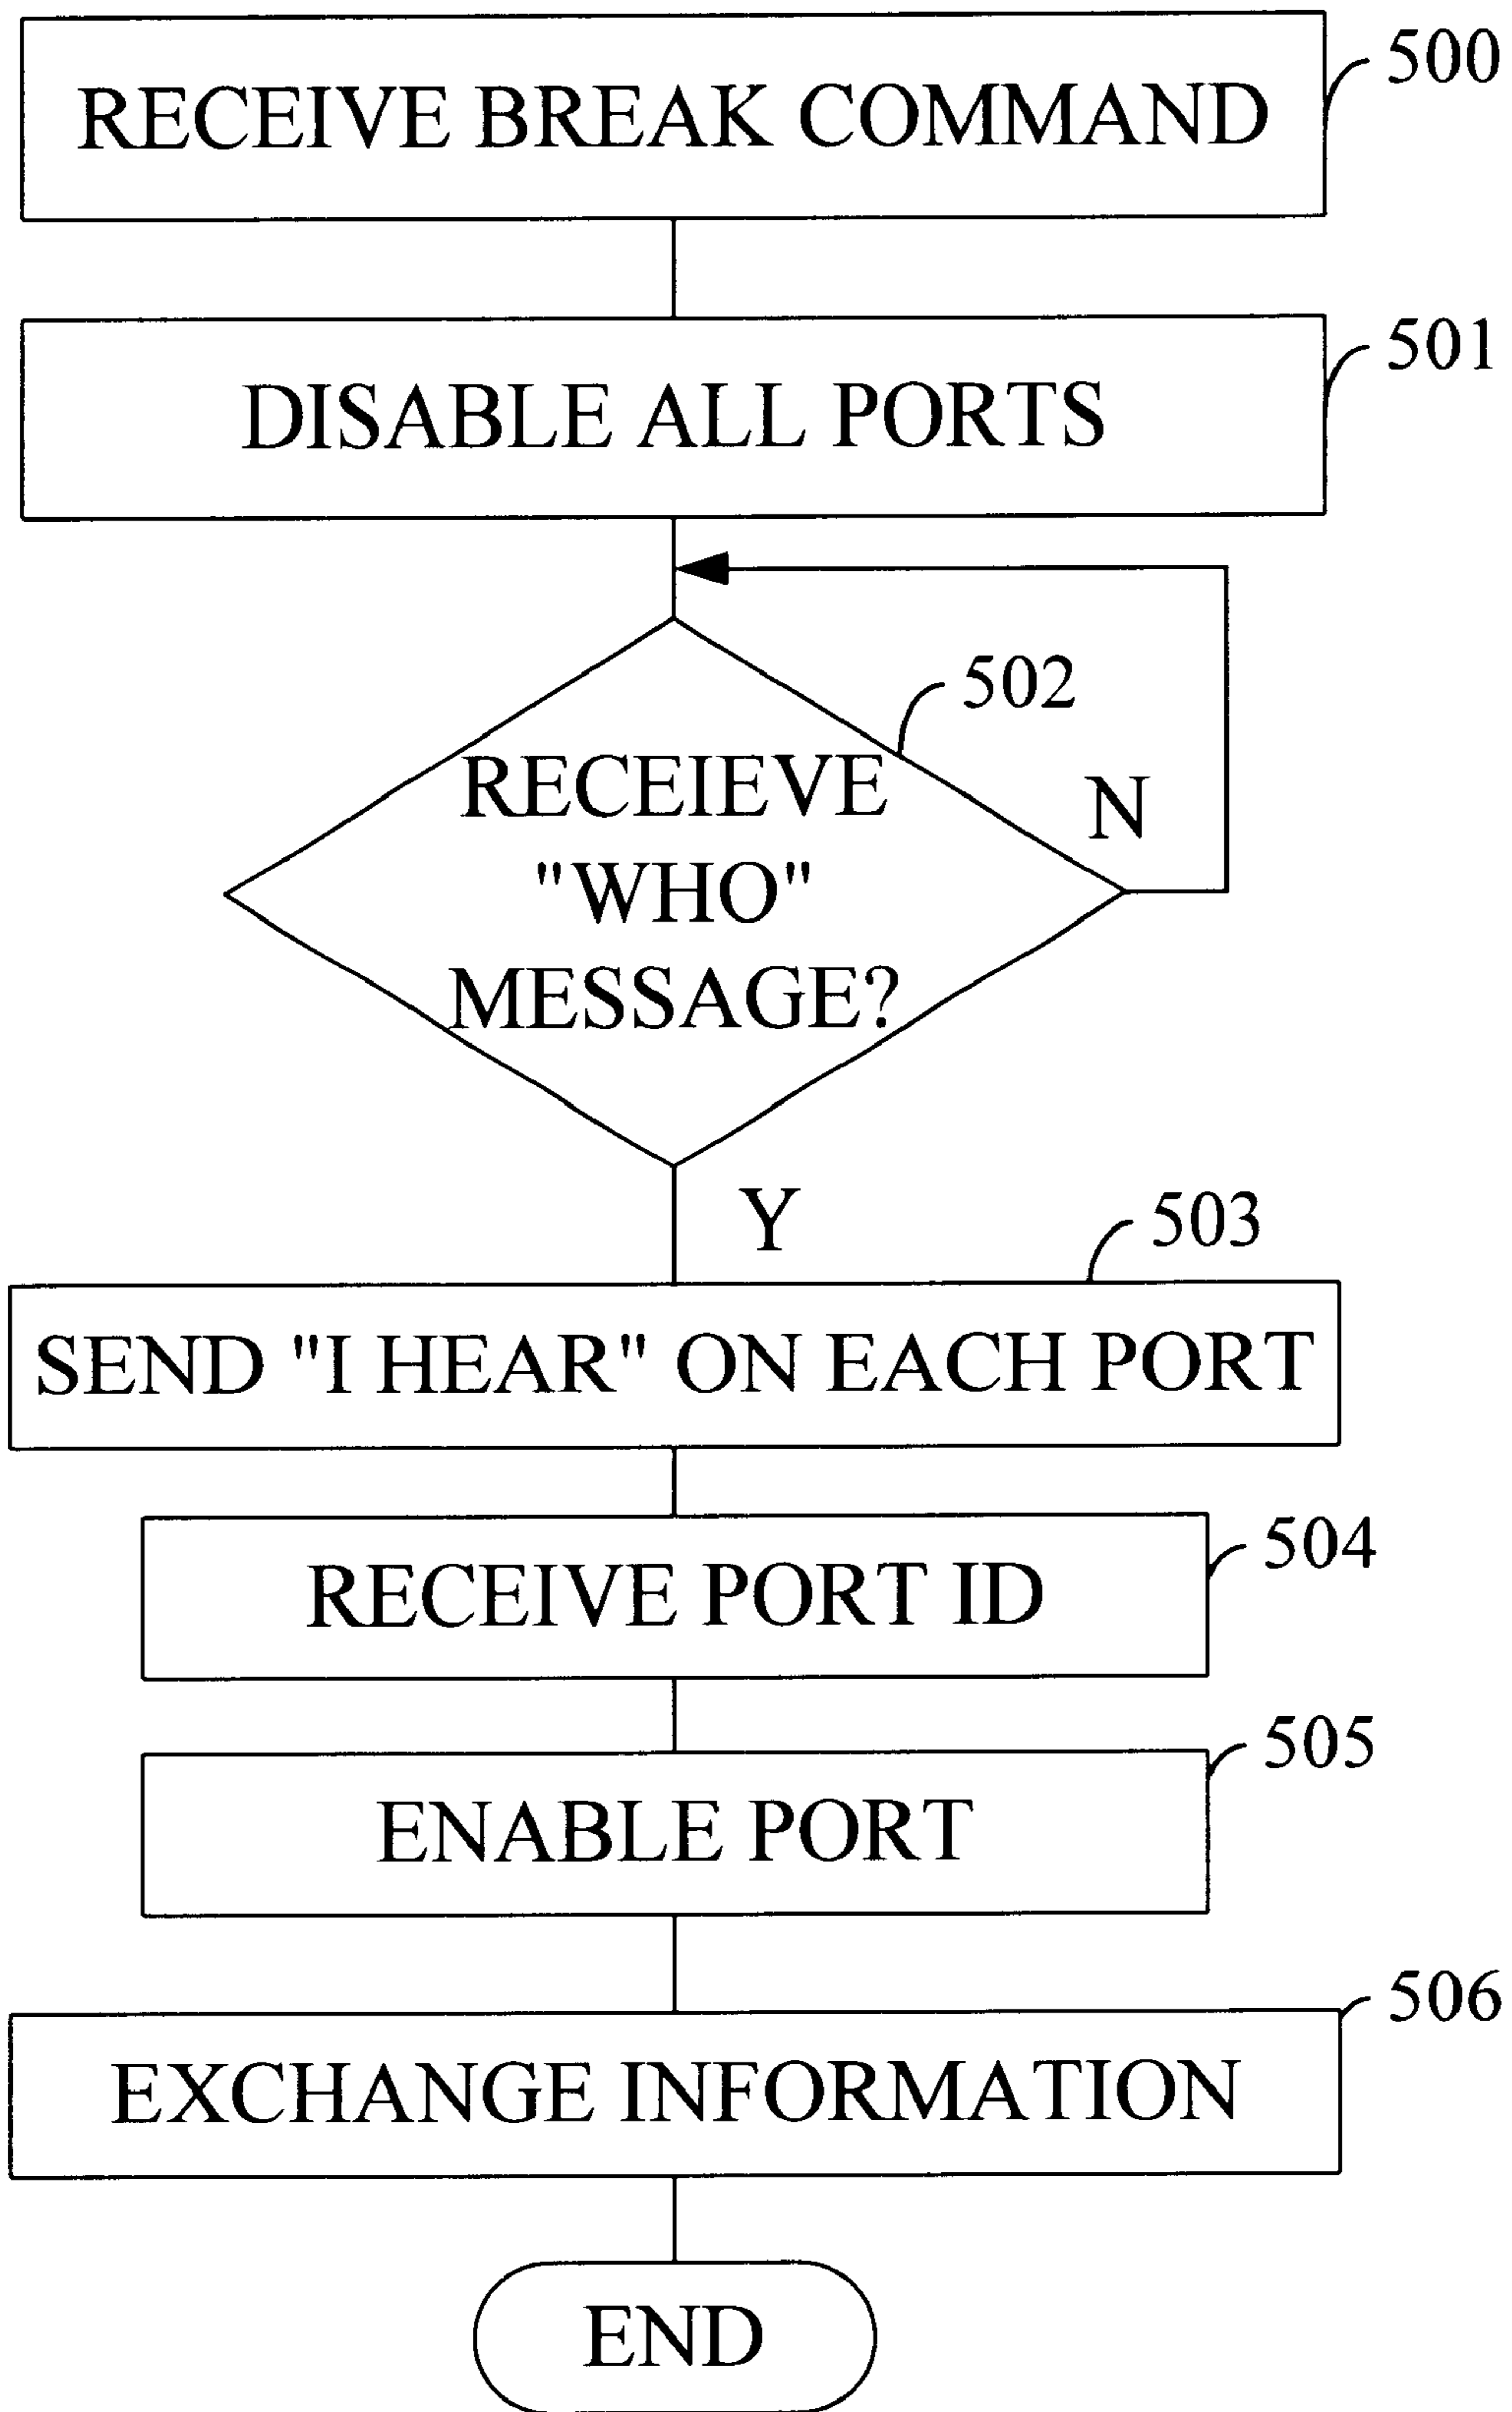 RECEIVE BREAK COMMAND
500
DISABLE ALL PORTS
501
502
RECEIEVE
"WHO"
MESSAGE?
N
Y
503
SEND "I HEAR" ON EACH PORT
RECEIVE PORT ID
504
ENABLE PORT
505
EXCHANGE INFORMATION
506
END